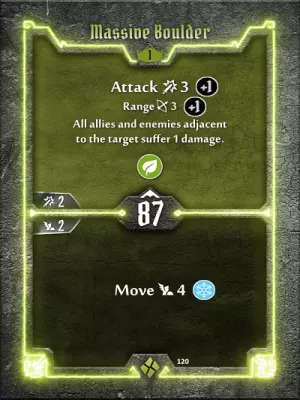 Massive Boulder
1
Attack 3 +1
Range 3 +1
All allies and enemies adjacent
to the target suffer 1 damage.
2
87
2
Move 4
120